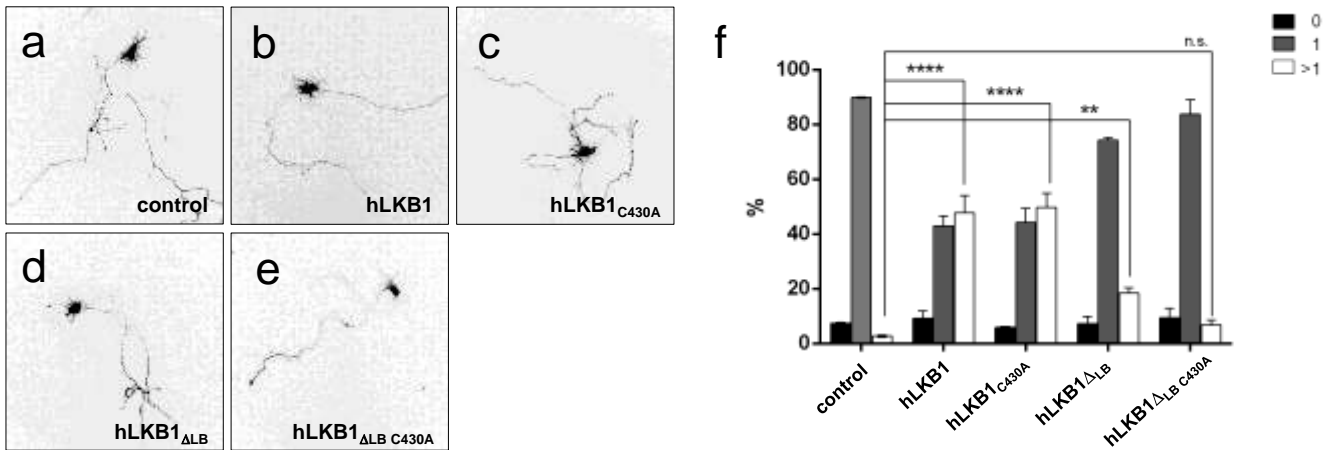 a
control
b
hLKB1
c
hLKB1C430A
d
hLKB1ΔLB
e
hLKB1ΔLB C430A
f
0
1
>1
n.s.
****
****
**
100
80
60
40
20
0
%
control
hLKB1
hLKB1C430A
hLKB1ΔLB
hLKB1ΔLB C430A